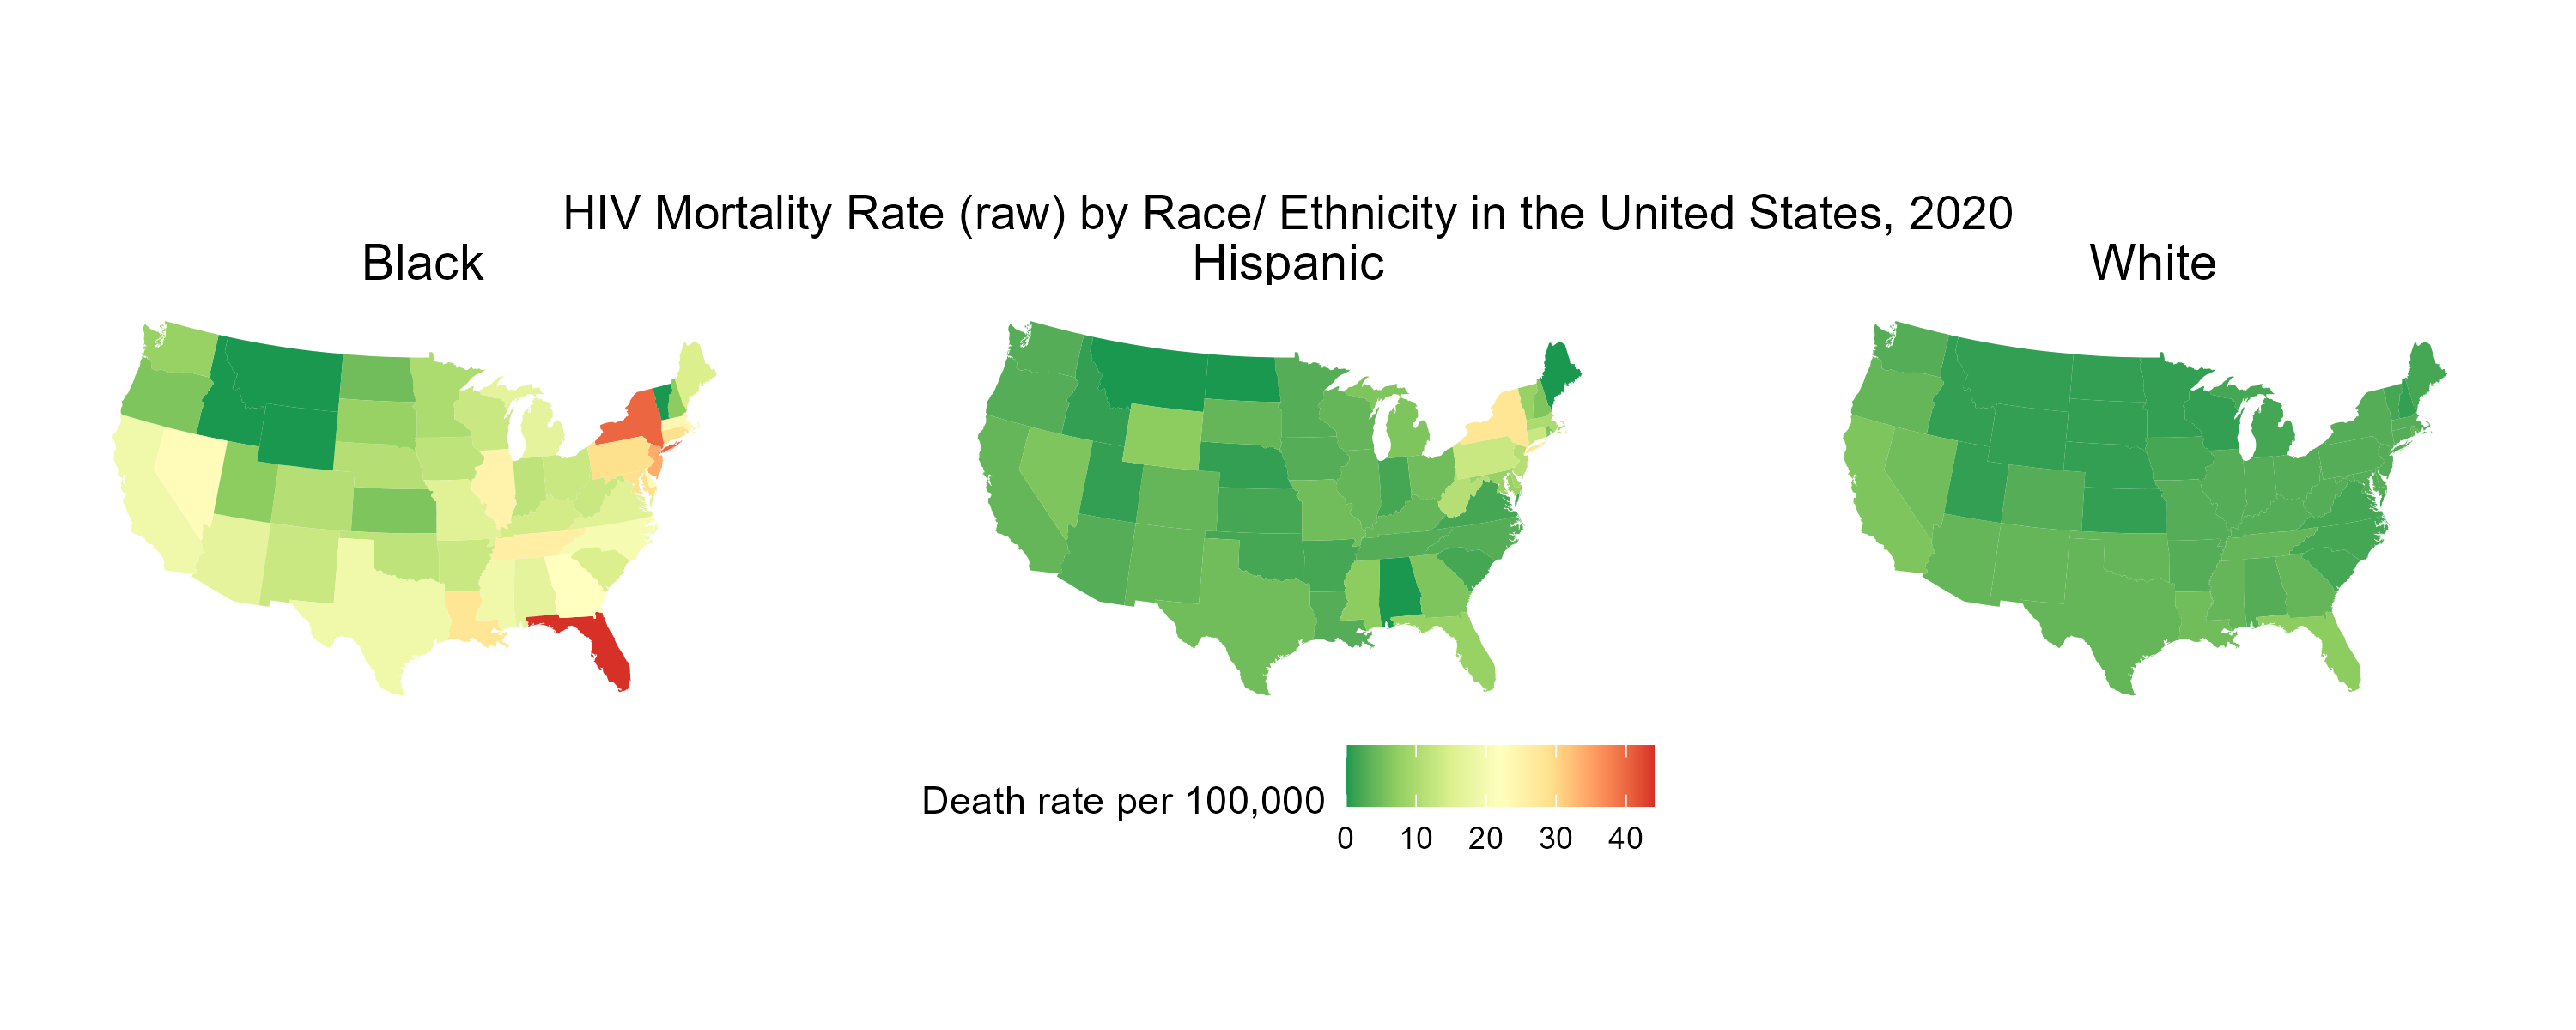 HIV Mortality Rate (raw) by Race/ Ethnicity in the United States, 2020
Black
Hispanic
White
Death rate per 100,000
0 10 20 30 40